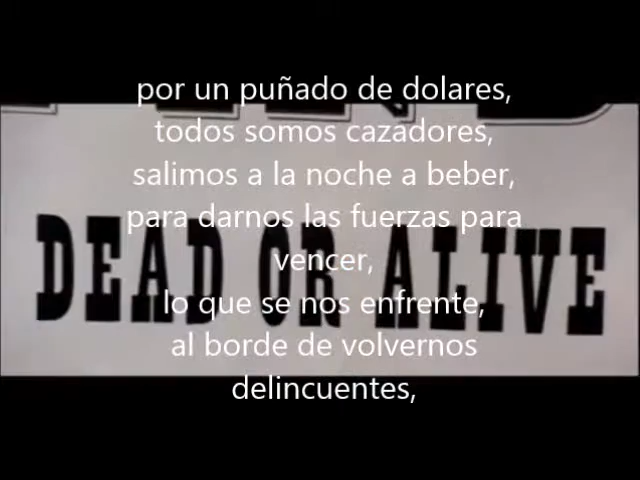 por un puñado de dolares,
todos somos cazadores,
salimos a la noche a beber,
para darnos las fuerzas para
vencer,
DEAD OR ALIVE
lo que se nos enfrente,
al borde de volvernos
delincuentes,